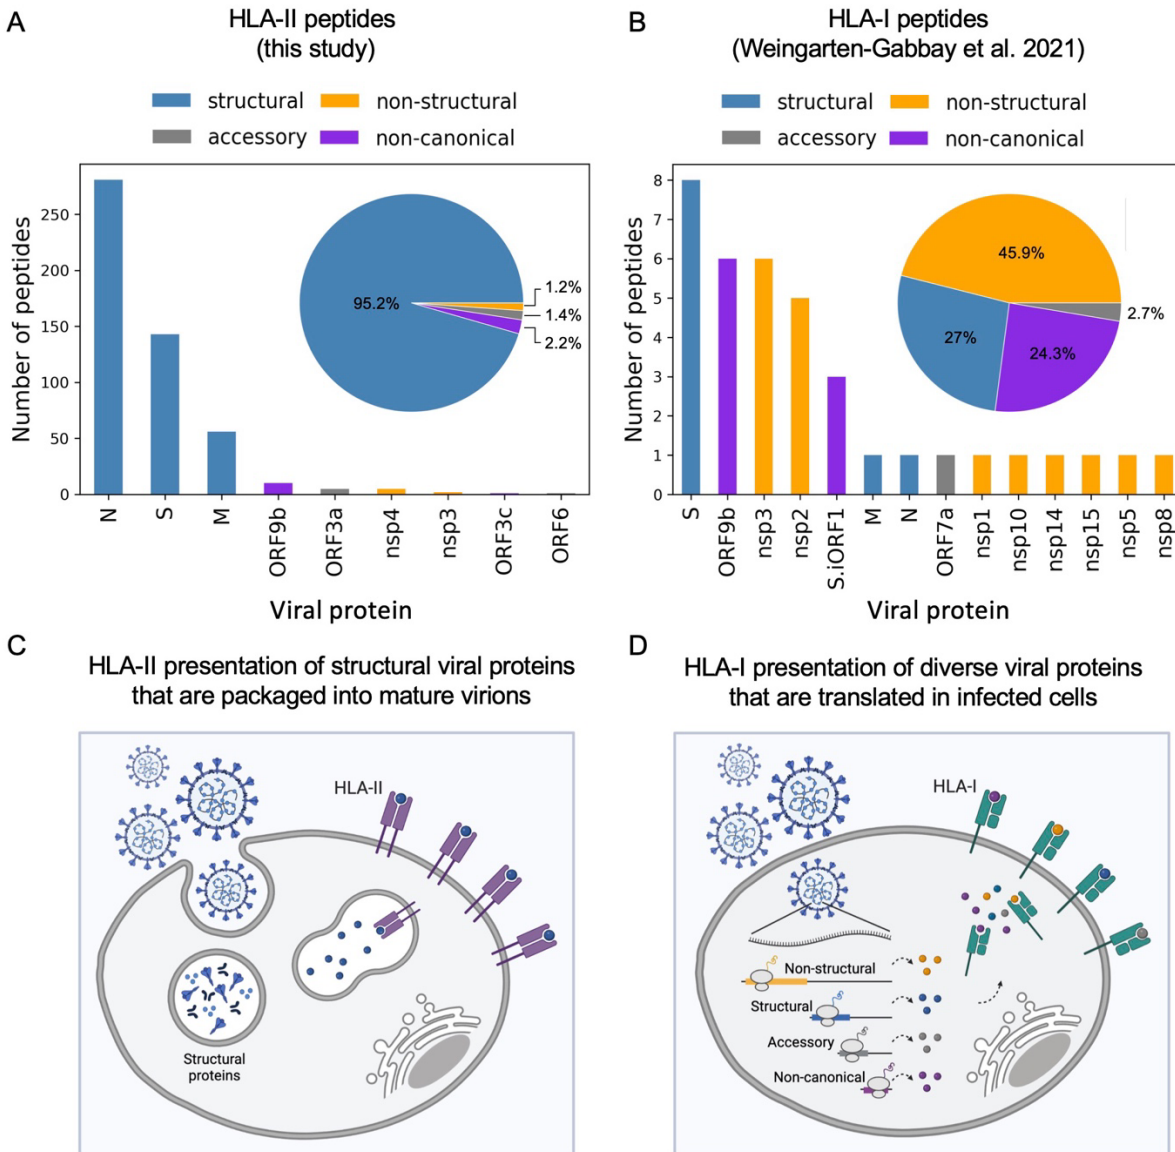 A
HLA-II peptides
(this study)
structural
non-structural
accessory
non-canonical
Number of peptides
250
200
150
100
50
0
95.2%
1.2%
1.4%
2.2%
N
S
M
ORF9b
ORF3a
nsp4
nsp3
ORF3c
ORF6
Viral protein
B
HLA-I peptides
(Weingarten-Gabbay et al. 2021)
structural
non-structural
accessory
non-canonical
Number of peptides
8
7
6
5
4
3
2
1
0
45.9%
2.7%
27%
24.3%
S
ORF9b
nsp3
nsp2
S.iORF1
M
N
ORF7a
nsp1
nsp10
nsp14
nsp15
nsp5
nsp8
Viral protein
C
HLA-II presentation of structural viral proteins
that are packaged into mature virions
HLA-II
Structural
proteins
D
HLA-I presentation of diverse viral proteins
that are translated in infected cells
HLA-I
Non-structural
Structural
Accessory
Non-canonical